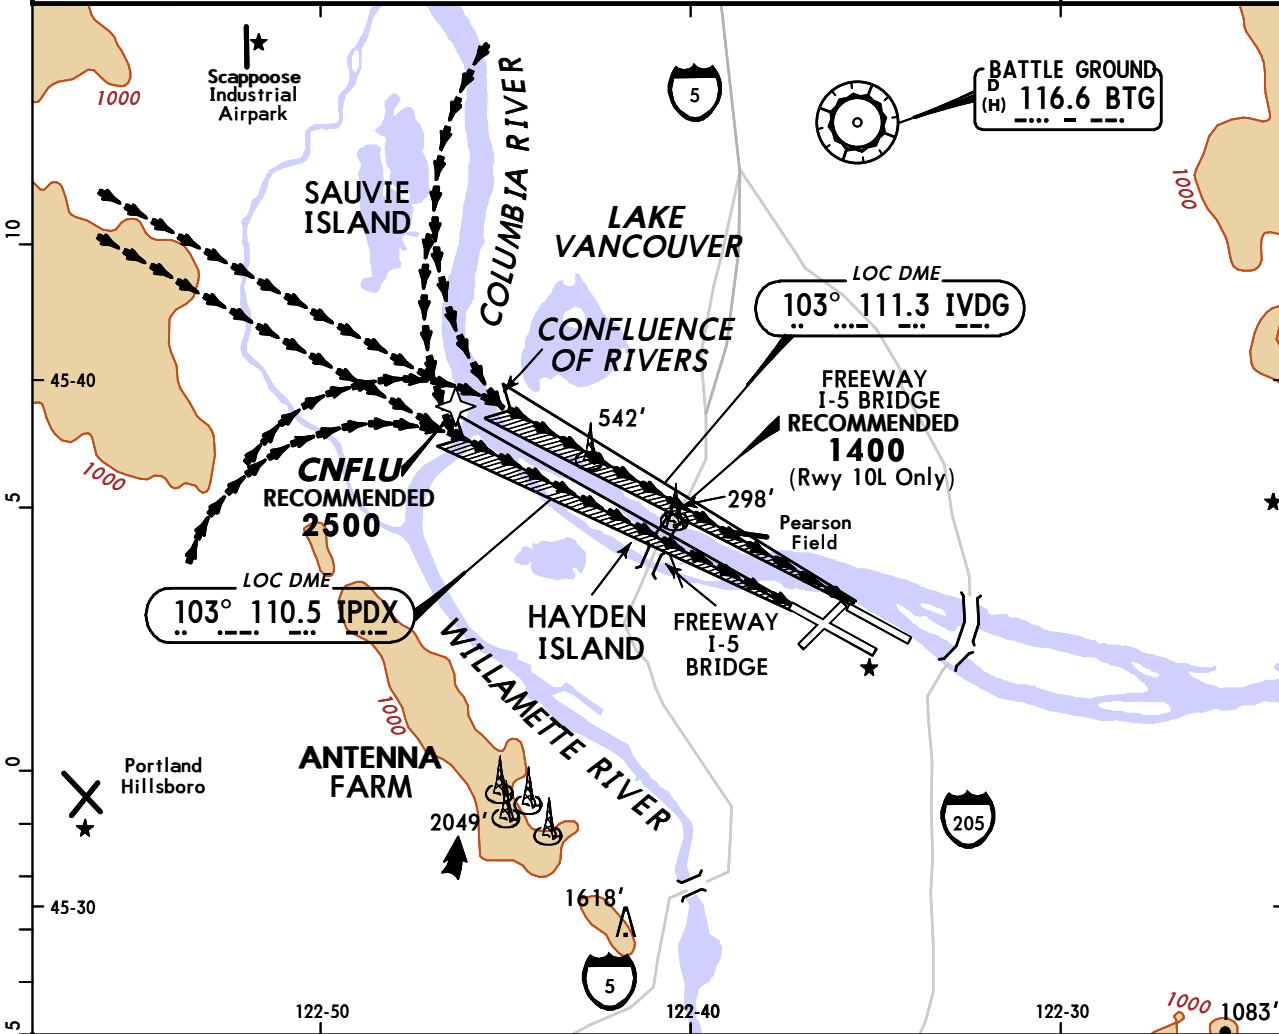 Scappoose
Industrial
Airpark
1000
COLUMBIA RIVER
5
BATTLE GROUND
D
(H) 116.6 BTG
1000
SAUVIE
ISLAND
LAKE
VANCOUVER
10
LOC DME
103° 111.3 IVDG
CONFLUENCE
OF RIVERS
45-40
FREEWAY
I-5 BRIDGE
RECOMMENDED
1400
(Rwy 10L Only)
542'
1000
CNFLU
RECOMMENDED
2500
298'
5
Pearson
Field
LOC DME
103° 110.5 IPDX
HAYDEN
ISLAND
FREEWAY
I-5
BRIDGE
WILLAMETTE RIVER
1000
ANTENNA
FARM
0
Portland
Hillsboro
2049'
205
1618'
45-30
5
122-50
122-40
122-30
1000
1083'
5